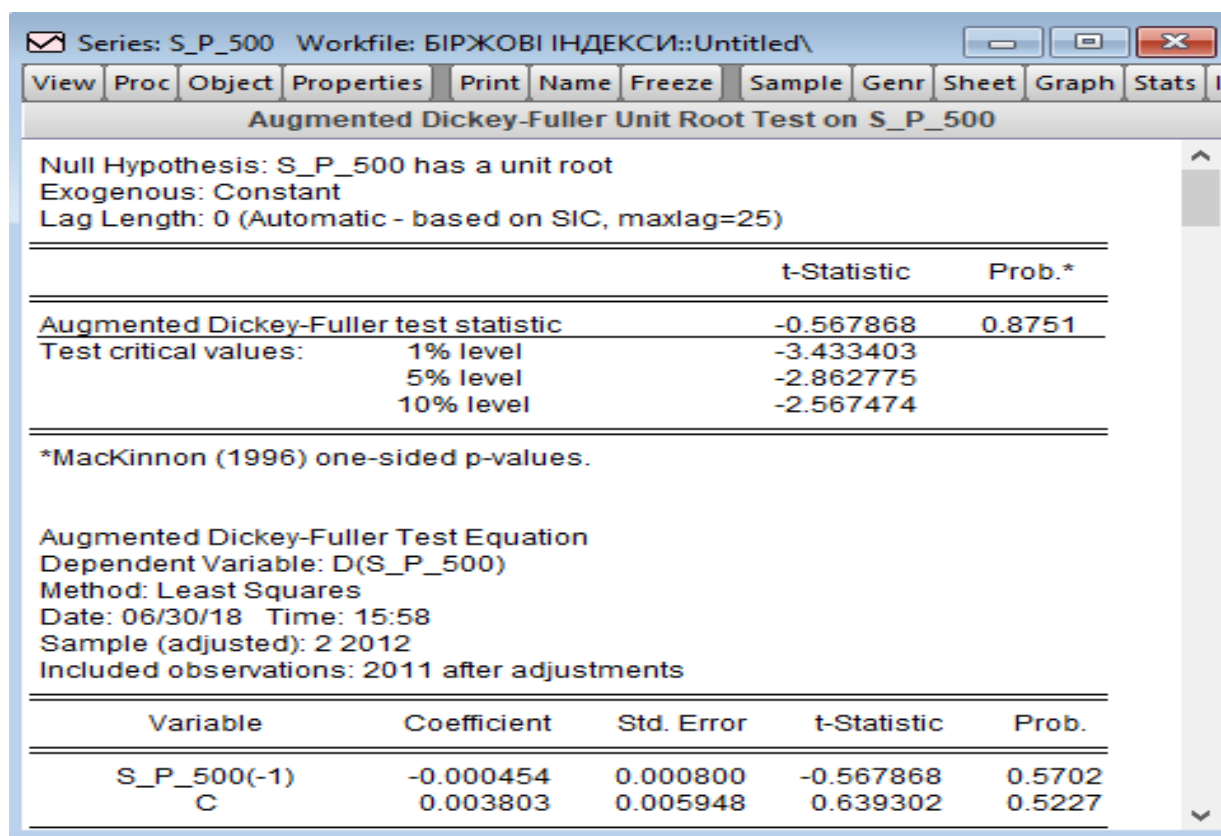 Series: S_P_500 Workfile: БІРЖОВІ ІНДЕКСИ::Untitled\
View Proc Object Properties Print Name Freeze Sample Genr Sheet Graph Stats
Augmented Dickey-Fuller Unit Root Test on S_P_500
Null Hypothesis: S_P_500 has a unit root
Exogenous: Constant
Lag Length: 0 (Automatic - based on SIC, maxlag=25)
t-Statistic Prob.*
Augmented Dickey-Fuller test statistic -0.567868 0.8751
Test critical values: 1% level -3.433403
5% level -2.862775
10% level -2.567474
*MacKinnon (1996) one-sided p-values.
Augmented Dickey-Fuller Test Equation
Dependent Variable: D(S_P_500)
Method: Least Squares
Date: 06/30/18 Time: 15:58
Sample (adjusted): 2 2012
Included observations: 2011 after adjustments
Variable Coefficient Std. Error t-Statistic Prob.
S_P_500(-1) -0.000454 0.000800 -0.567868 0.5702
C 0.003803 0.005948 0.639302 0.5227